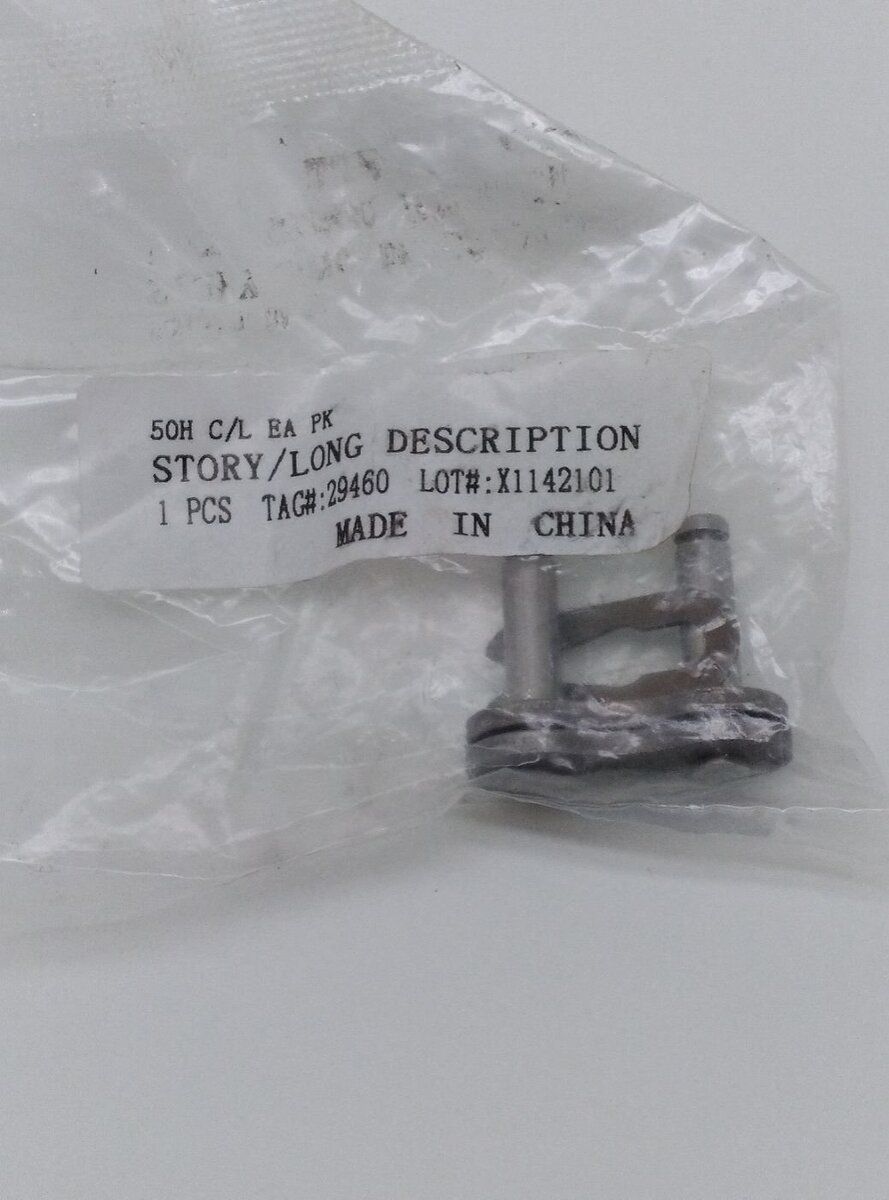 50H C/L EA PK
STORY/LONG DESCRIPTION
1 PCS TAG#:29460 LOT#:X1142101
MADE IN CHINA